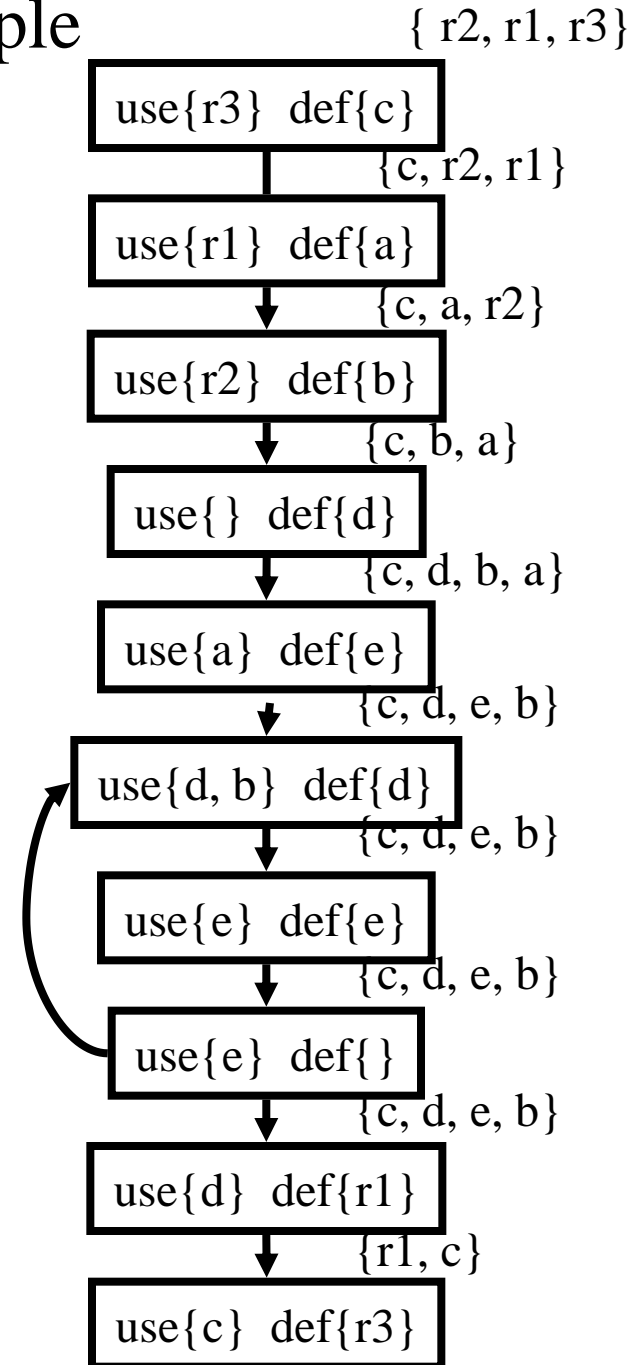 ple
{ r2, r1, r3}
use{r3} def{c}
{c, r2, r1}
use{r1} def{a}
{c, a, r2}
use{r2} def{b}
{c, b, a}
use{} def{d}
{c, d, b, a}
use{a} def{e}
{c, d, e, b}
use{d, b} def{d}
{c, d, e, b}
use{e} def{e}
{c, d, e, b}
use{e} def{}
{c, d, e, b}
use{d} def{r1}
{r1, c}
use{c} def{r3}